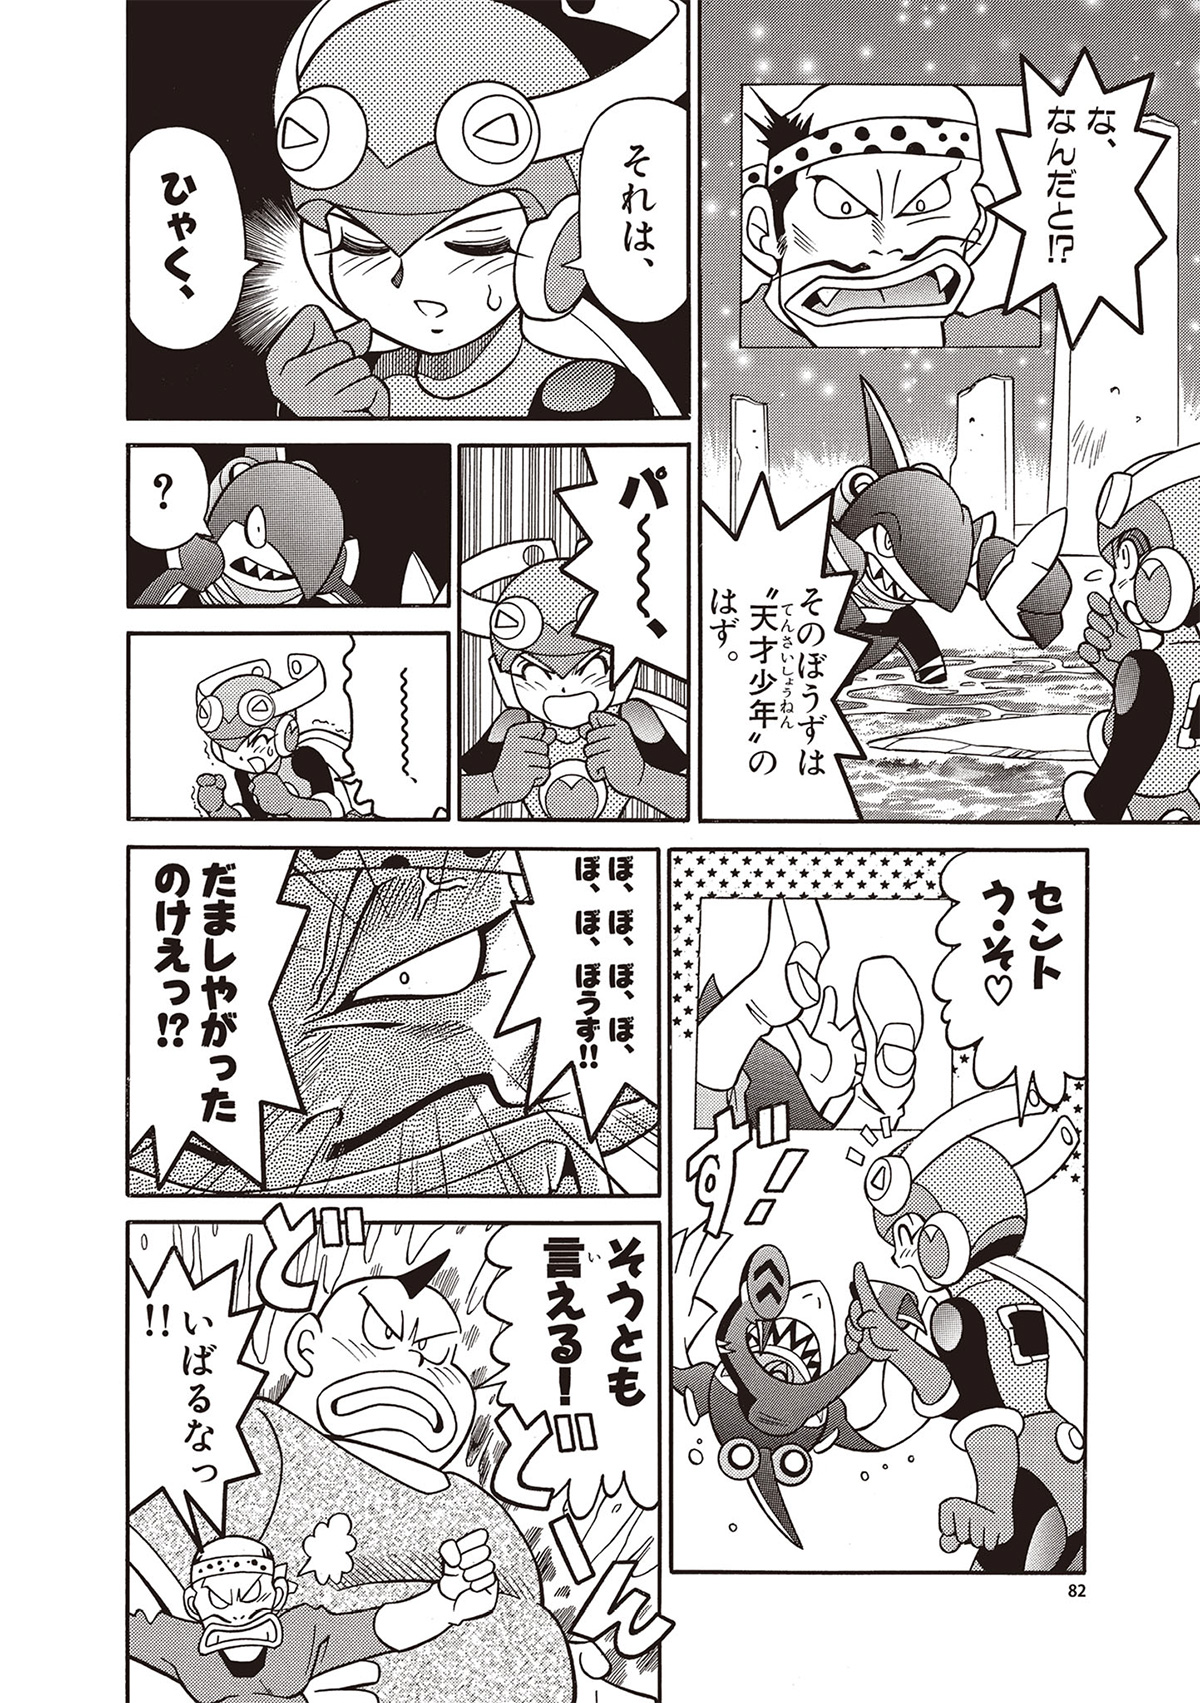 な、
なんだと!?
そのぼうずは
〝天才少年〟の
てんさいしょうねん
はず。
それは、
ひゃく、
パ〜〜、
〜〜、
?
セント
う・そ♡
ず!
ぼ、ぼ、ぼ、ぼ、
ぼ、ぼ、ぼうず!!
だましやがった
のけえっ!?
そうとも
言える!
い
どどーん
いばるなっ
!!
82